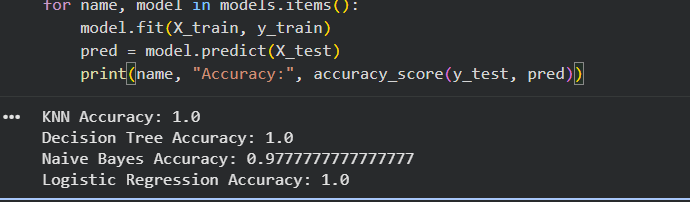 for name, model in models.items():
    model.fit(X_train, y_train)
    pred = model.predict(X_test)
    print(name, "Accuracy:", accuracy_score(y_test, pred))
KNN Accuracy: 1.0
Decision Tree Accuracy: 1.0
Naive Bayes Accuracy: 0.9777777777777777
Logistic Regression Accuracy: 1.0